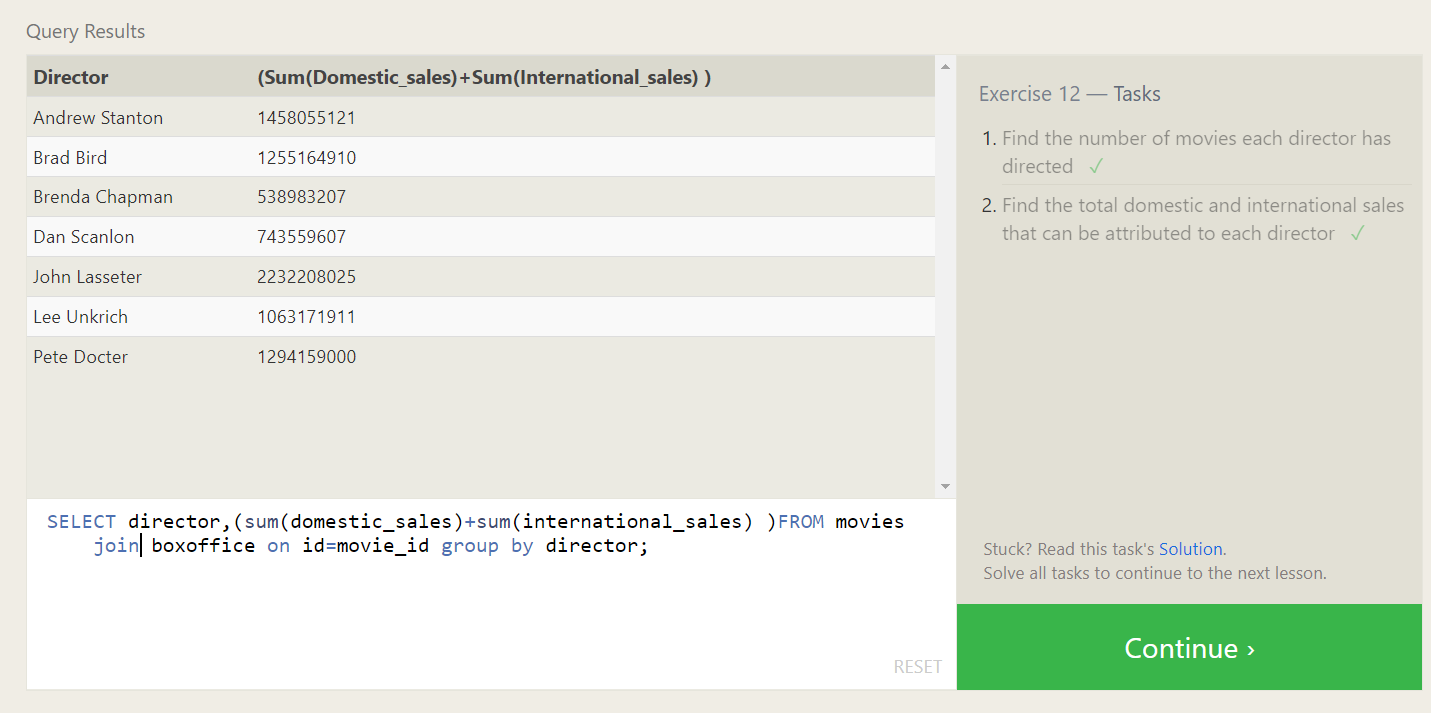 Query Results
Director (Sum(Domestic_sales)+Sum(International_sales) )
Andrew Stanton 1458055121
Brad Bird 1255164910
Brenda Chapman 538983207
Dan Scanlon 743559607
John Lasseter 2232208025
Lee Unkrich 1063171911
Pete Docter 1294159000
SELECT director,(sum(domestic_sales)+sum(international_sales) )FROM movies
join boxoffice on id=movie_id group by director;
RESET
Exercise 12 — Tasks
1. Find the number of movies each director has
directed ✓
2. Find the total domestic and international sales
that can be attributed to each director ✓
Stuck? Read this task's Solution.
Solve all tasks to continue to the next lesson.
Continue ›